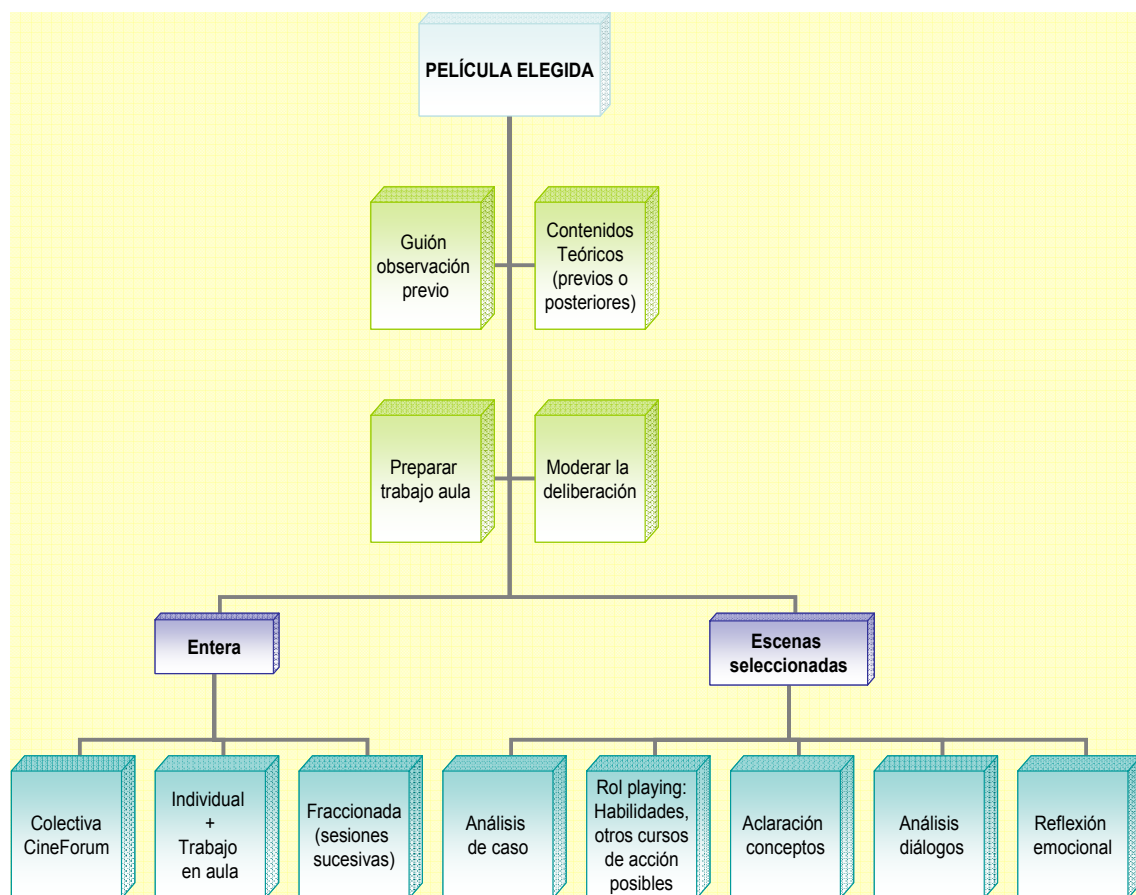 PELÍCULA ELEGIDA
Guión
observación
previo
Contenidos
Teóricos
(previos o
posteriores)
Preparar
trabajo aula
Moderar la
deliberación
Entera
Escenas
seleccionadas
Colectiva
CineForum
Individual
+
Trabajo
en aula
Fraccionada
(sesiones
sucesivas)
Análisis
de caso
Rol playing:
Habilidades,
otros cursos
de acción
posibles
Aclaración
conceptos
Análisis
diálogos
Reflexión
emocional